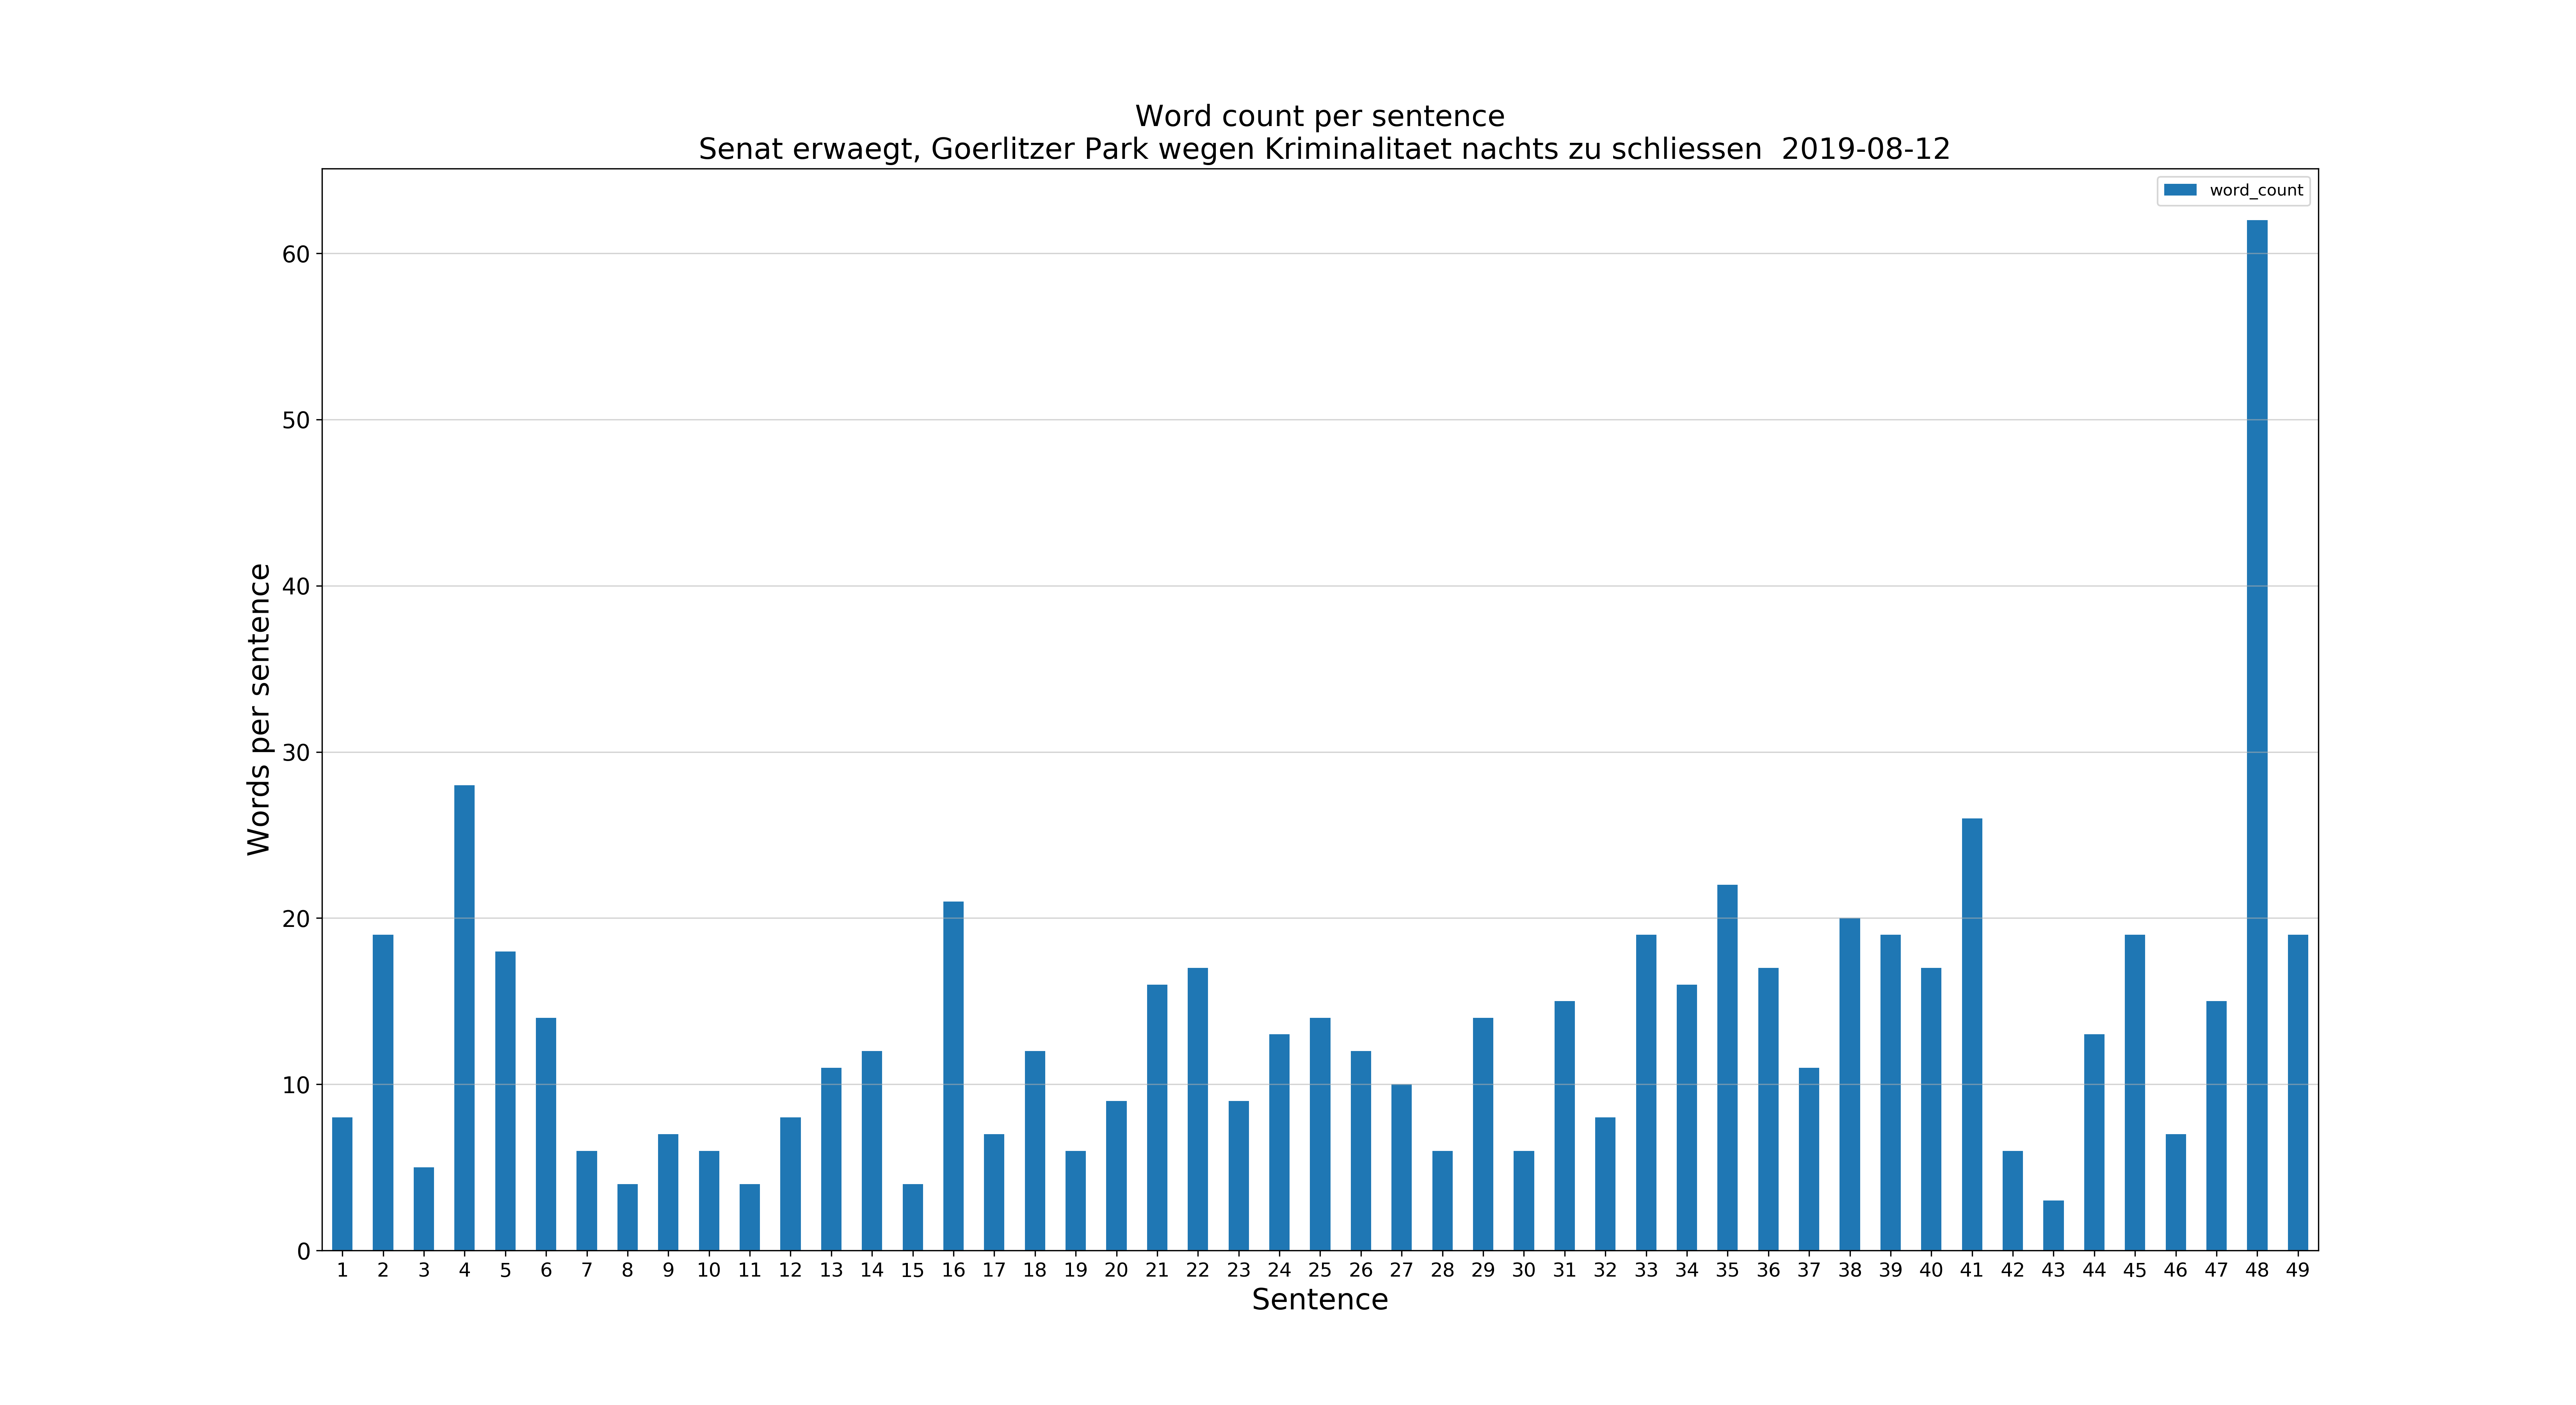 Word count per sentence
Senat erwaegt, Goerlitzer Park wegen Kriminalitaet nachts zu schliessen  2019-08-12
word_count
60
50
40
30
20
10
0
Words per sentence
1 2 3 4 5 6 7 8 9 10 11 12 13 14 15 16 17 18 19 20 21 22 23 24 25 26 27 28 29 30 31 32 33 34 35 36 37 38 39 40 41 42 43 44 45 46 47 48 49
Sentence